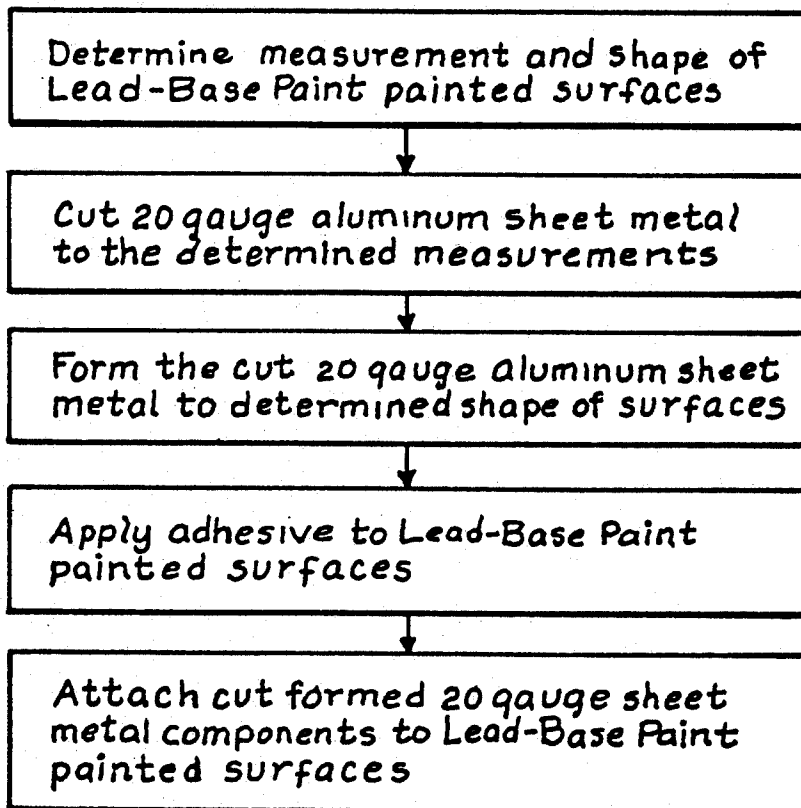 Determine measurement and shape of
Lead-Base Paint painted surfaces
Cut 20 gauge aluminum sheet metal
to the determined measurements
Form the cut 20 gauge aluminum sheet
metal to determined shape of surfaces
Apply adhesive to Lead-Base Paint
painted surfaces
Attach cut formed 20 gauge sheet
metal components to Lead-Base Paint
painted surfaces